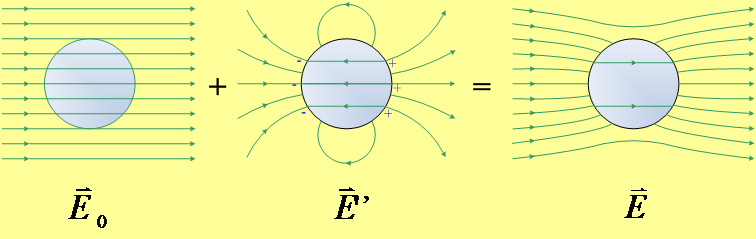 + =
- +
- +
- +
E⃗₀ E⃗’ E⃗